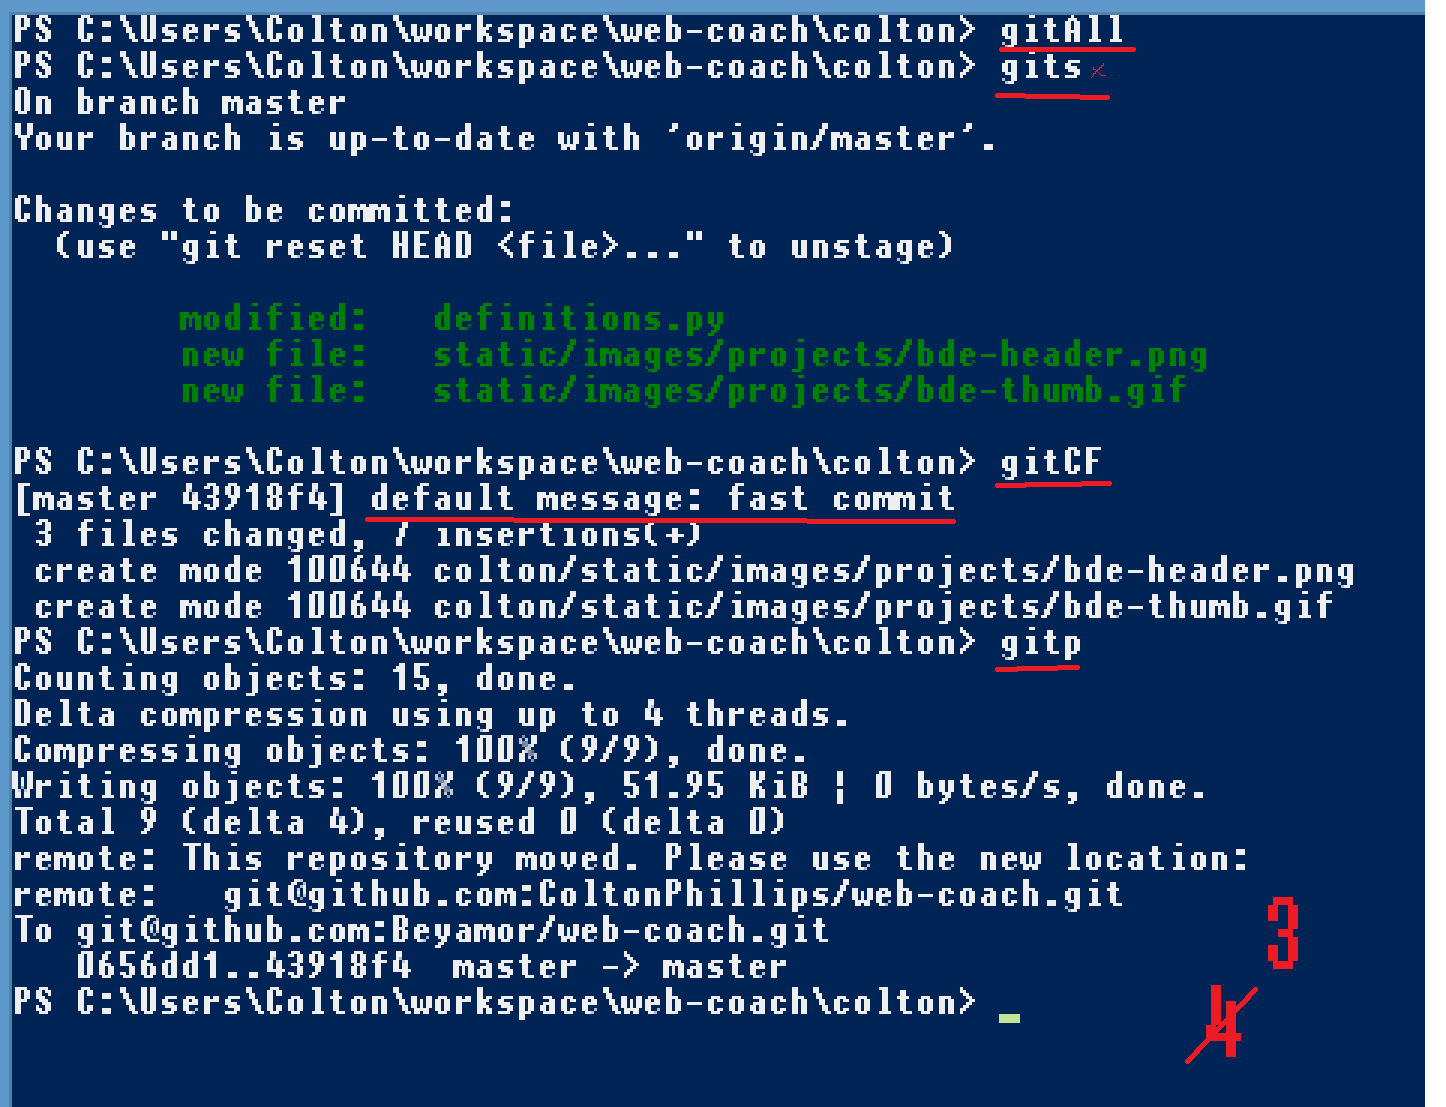 PS C:\Users\Colton\workspace\web-coach\colton> gitAll
PS C:\Users\Colton\workspace\web-coach\colton> gits
On branch master
Your branch is up-to-date with 'origin/master'.
Changes to be committed:
(use "git reset HEAD <file>..." to unstage)
modified: definitions.py
new file: static/images/projects/bde-header.png
new file: static/images/projects/bde-thumb.gif
PS C:\Users\Colton\workspace\web-coach\colton> gitCF
[master 43918f4] default message: fast commit
3 files changed, 7 insertions(+)
create mode 100644 colton/static/images/projects/bde-header.png
create mode 100644 colton/static/images/projects/bde-thumb.gif
PS C:\Users\Colton\workspace\web-coach\colton> gitp
Counting objects: 15, done.
Delta compression using up to 4 threads.
Compressing objects: 100% (9/9), done.
Writing objects: 100% (9/9), 51.95 KiB ¦ 0 bytes/s, done.
Total 9 (delta 4), reused 0 (delta 0)
remote: This repository moved. Please use the new location:
remote: git@github.com:ColtonPhillips/web-coach.git
To git@github.com:Beyamor/web-coach.git
0656dd1..43918f4 master -> master
PS C:\Users\Colton\workspace\web-coach\colton> _
3
4